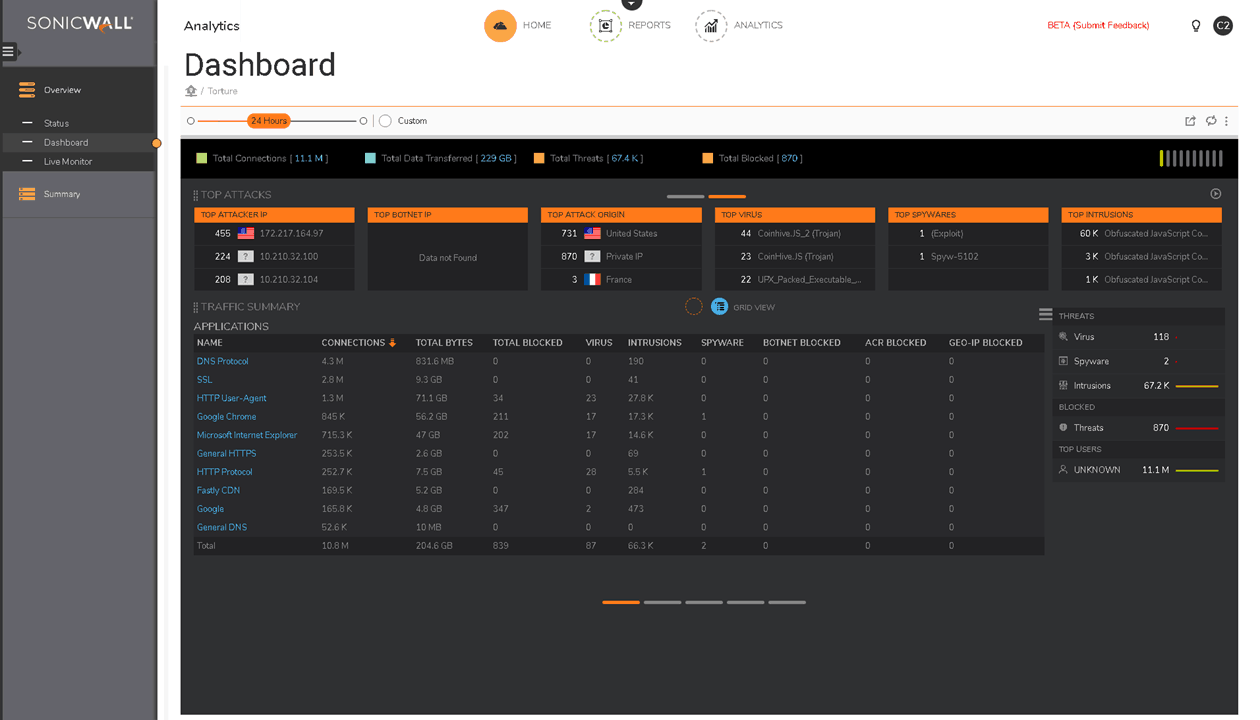 SONICWALL
Analytics
HOME
REPORTS
ANALYTICS
BETA (Submit Feedback)
C2
Dashboard
/ Torture
Overview
Status
Dashboard
Live Monitor
Summary
24 Hours
Custom
Total Connections [ 11.1 M ]
Total Data Transferred [ 229 GB ]
Total Threats [ 67.4 K ]
Total Blocked [ 870 ]
TOP ATTACKS
TOP ATTACKER IP
455 172.217.164.97
224 ? 10.210.32.100
208 ? 10.210.32.104
TOP BOTNET IP
Data not Found
TOP ATTACK ORIGIN
731 United States
870 ? Private IP
3 France
TOP VIRUS
44 Coinhive.JS_2 (Trojan)
23 CoinHive.JS (Trojan)
22 UPX_Packed_Executable_...
TOP SPYWARES
1 (Exploit)
1 Spyw-5102
TOP INTRUSIONS
60 K Obfuscated JavaScript Co...
3 K Obfuscated JavaScript Co...
1 K Obfuscated JavaScript Co...
TRAFFIC SUMMARY
GRID VIEW
APPLICATIONS
NAME CONNECTIONS TOTAL BYTES TOTAL BLOCKED VIRUS INTRUSIONS SPYWARE BOTNET BLOCKED ACR BLOCKED GEO-IP BLOCKED
DNS Protocol 4.3 M 831.6 MB 0 0 190 0 0 0 0
SSL 2.8 M 9.3 GB 0 0 41 0 0 0 0
HTTP User-Agent 1.3 M 71.1 GB 34 23 27.8 K 0 0 0 0
Google Chrome 845 K 56.2 GB 211 17 17.3 K 1 0 0 0
Microsoft Internet Explorer 715.3 K 47 GB 202 17 14.6 K 0 0 0 0
General HTTPS 253.5 K 2.6 GB 0 0 69 0 0 0 0
HTTP Protocol 252.7 K 7.5 GB 45 28 5.5 K 1 0 0 0
Fastly CDN 169.5 K 5.2 GB 0 0 284 0 0 0 0
Google 165.8 K 4.8 GB 347 2 473 0 0 0 0
General DNS 52.6 K 10 MB 0 0 0 0 0 0 0
Total 10.8 M 204.6 GB 839 87 66.3 K 2 0 0 0
THREATS
Virus 118
Spyware 2
Intrusions 67.2 K
BLOCKED
Threats 870
TOP USERS
UNKNOWN 11.1 M